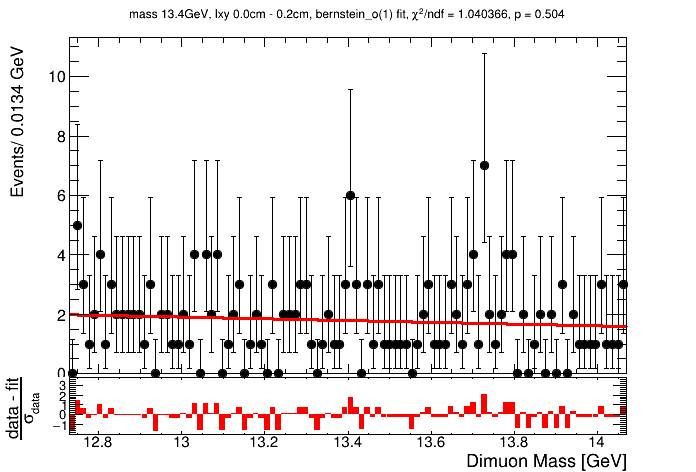 mass 13.4GeV, lxy 0.0cm - 0.2cm, bernstein_o(1) fit, χ²/ndf = 1.040366, p = 0.504
Events/ 0.0134 GeV
10
8
6
4
2
0
data - fit
σdata
3
2
1
0
−1
12.8 13 13.2 13.4 13.6 13.8 14
Dimuon Mass [GeV]